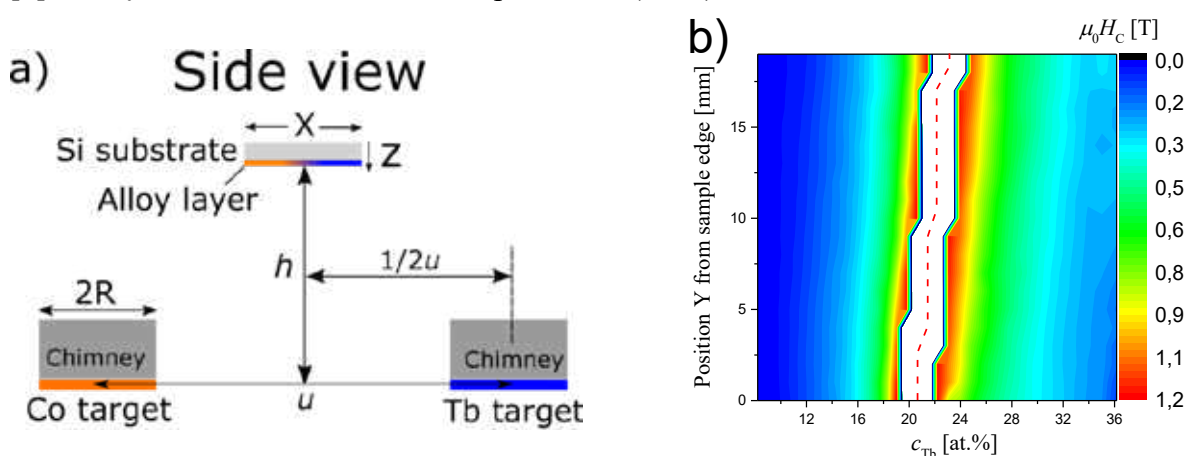 a)
Side view
X
Si substrate
Z
Alloy layer
h
1/2u
2R
Chimney
Chimney
Co target
u
Tb target
b)
μ₀H_C [T]
Position Y from sample edge [mm]
15
10
5
0
12
16
20
24
28
32
36
c_Tb [at.%]
0,0
0,2
0,3
0,5
0,6
0,8
0,9
1,1
1,2